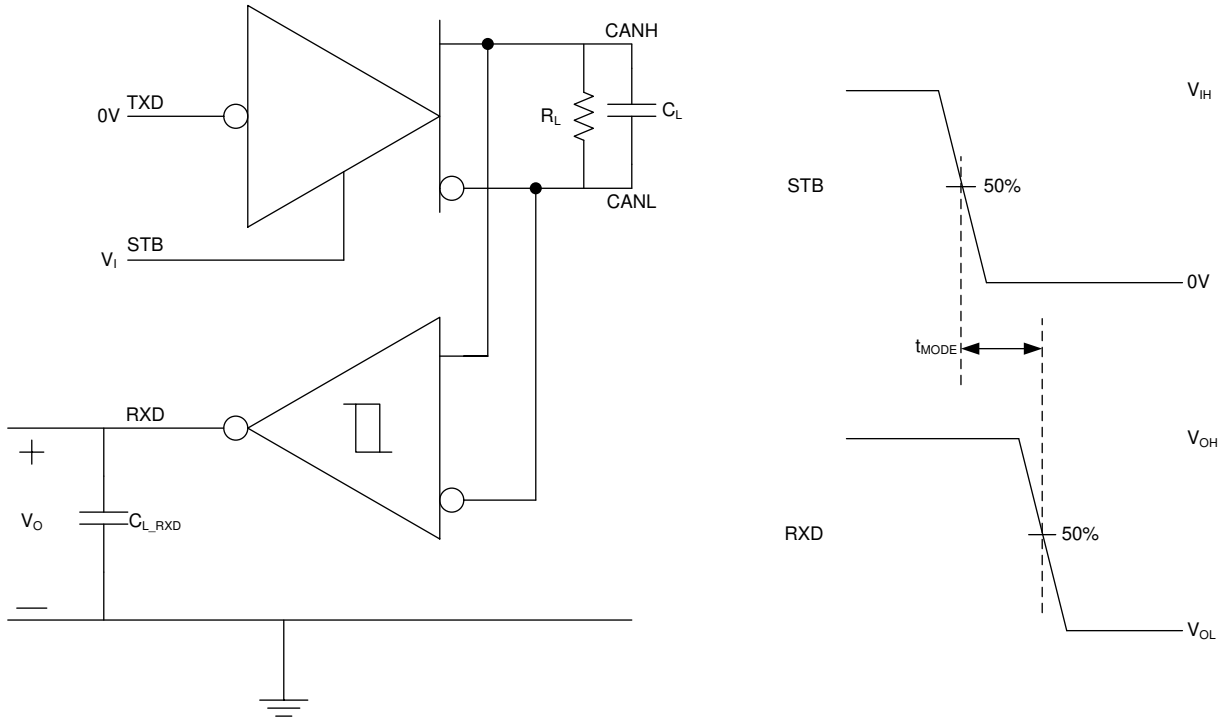 CANH
TXD
0V
R_L
C_L
CANL
STB
V_I
RXD
+
V_O
C_L_RXD
—
V_IH
STB
50%
0V
t_MODE
V_OH
RXD
50%
V_OL